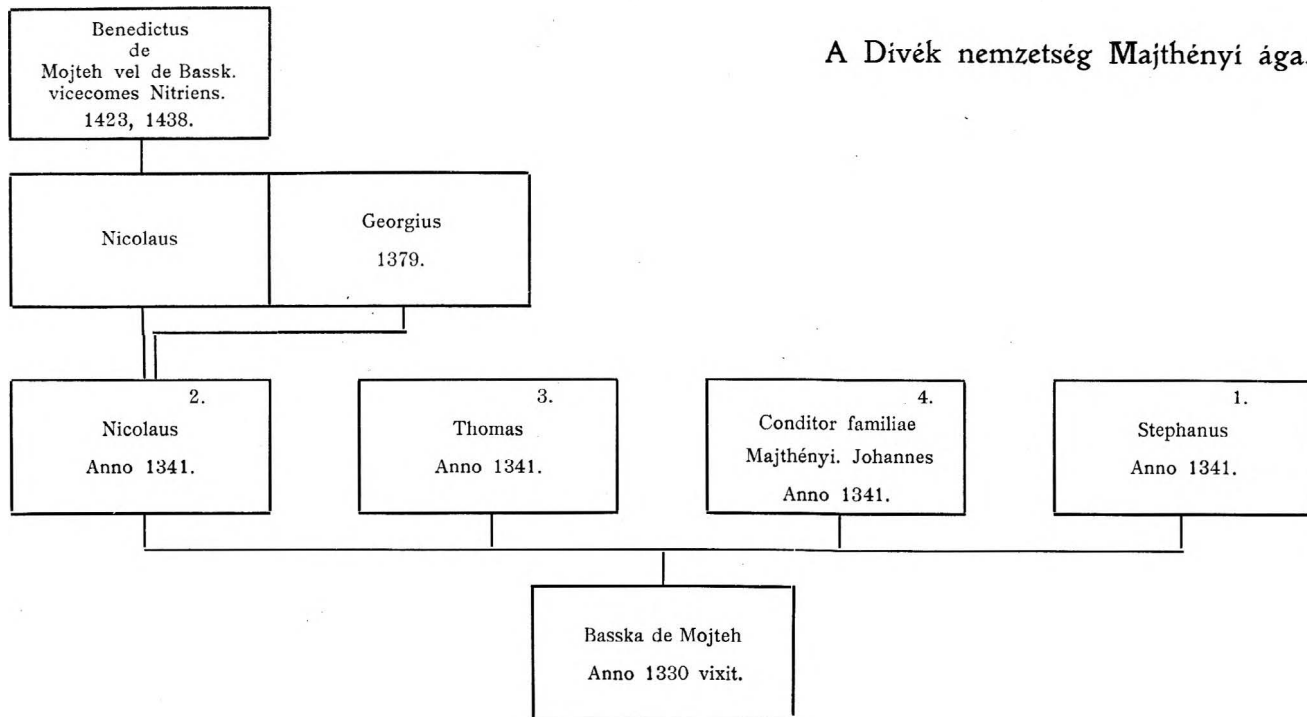 A Divék nemzetség Majthényi ága.
Benedictus
de
Mojteh vel de Bassk.
vicecomes Nitriens.
1423, 1438.
Nicolaus
Georgius
1379.
2.
Nicolaus
Anno 1341.
3.
Thomas
Anno 1341.
4.
Conditor familiae
Majthényi. Johannes
Anno 1341.
1.
Stephanus
Anno 1341.
Basska de Mojteh
Anno 1330 vixit.